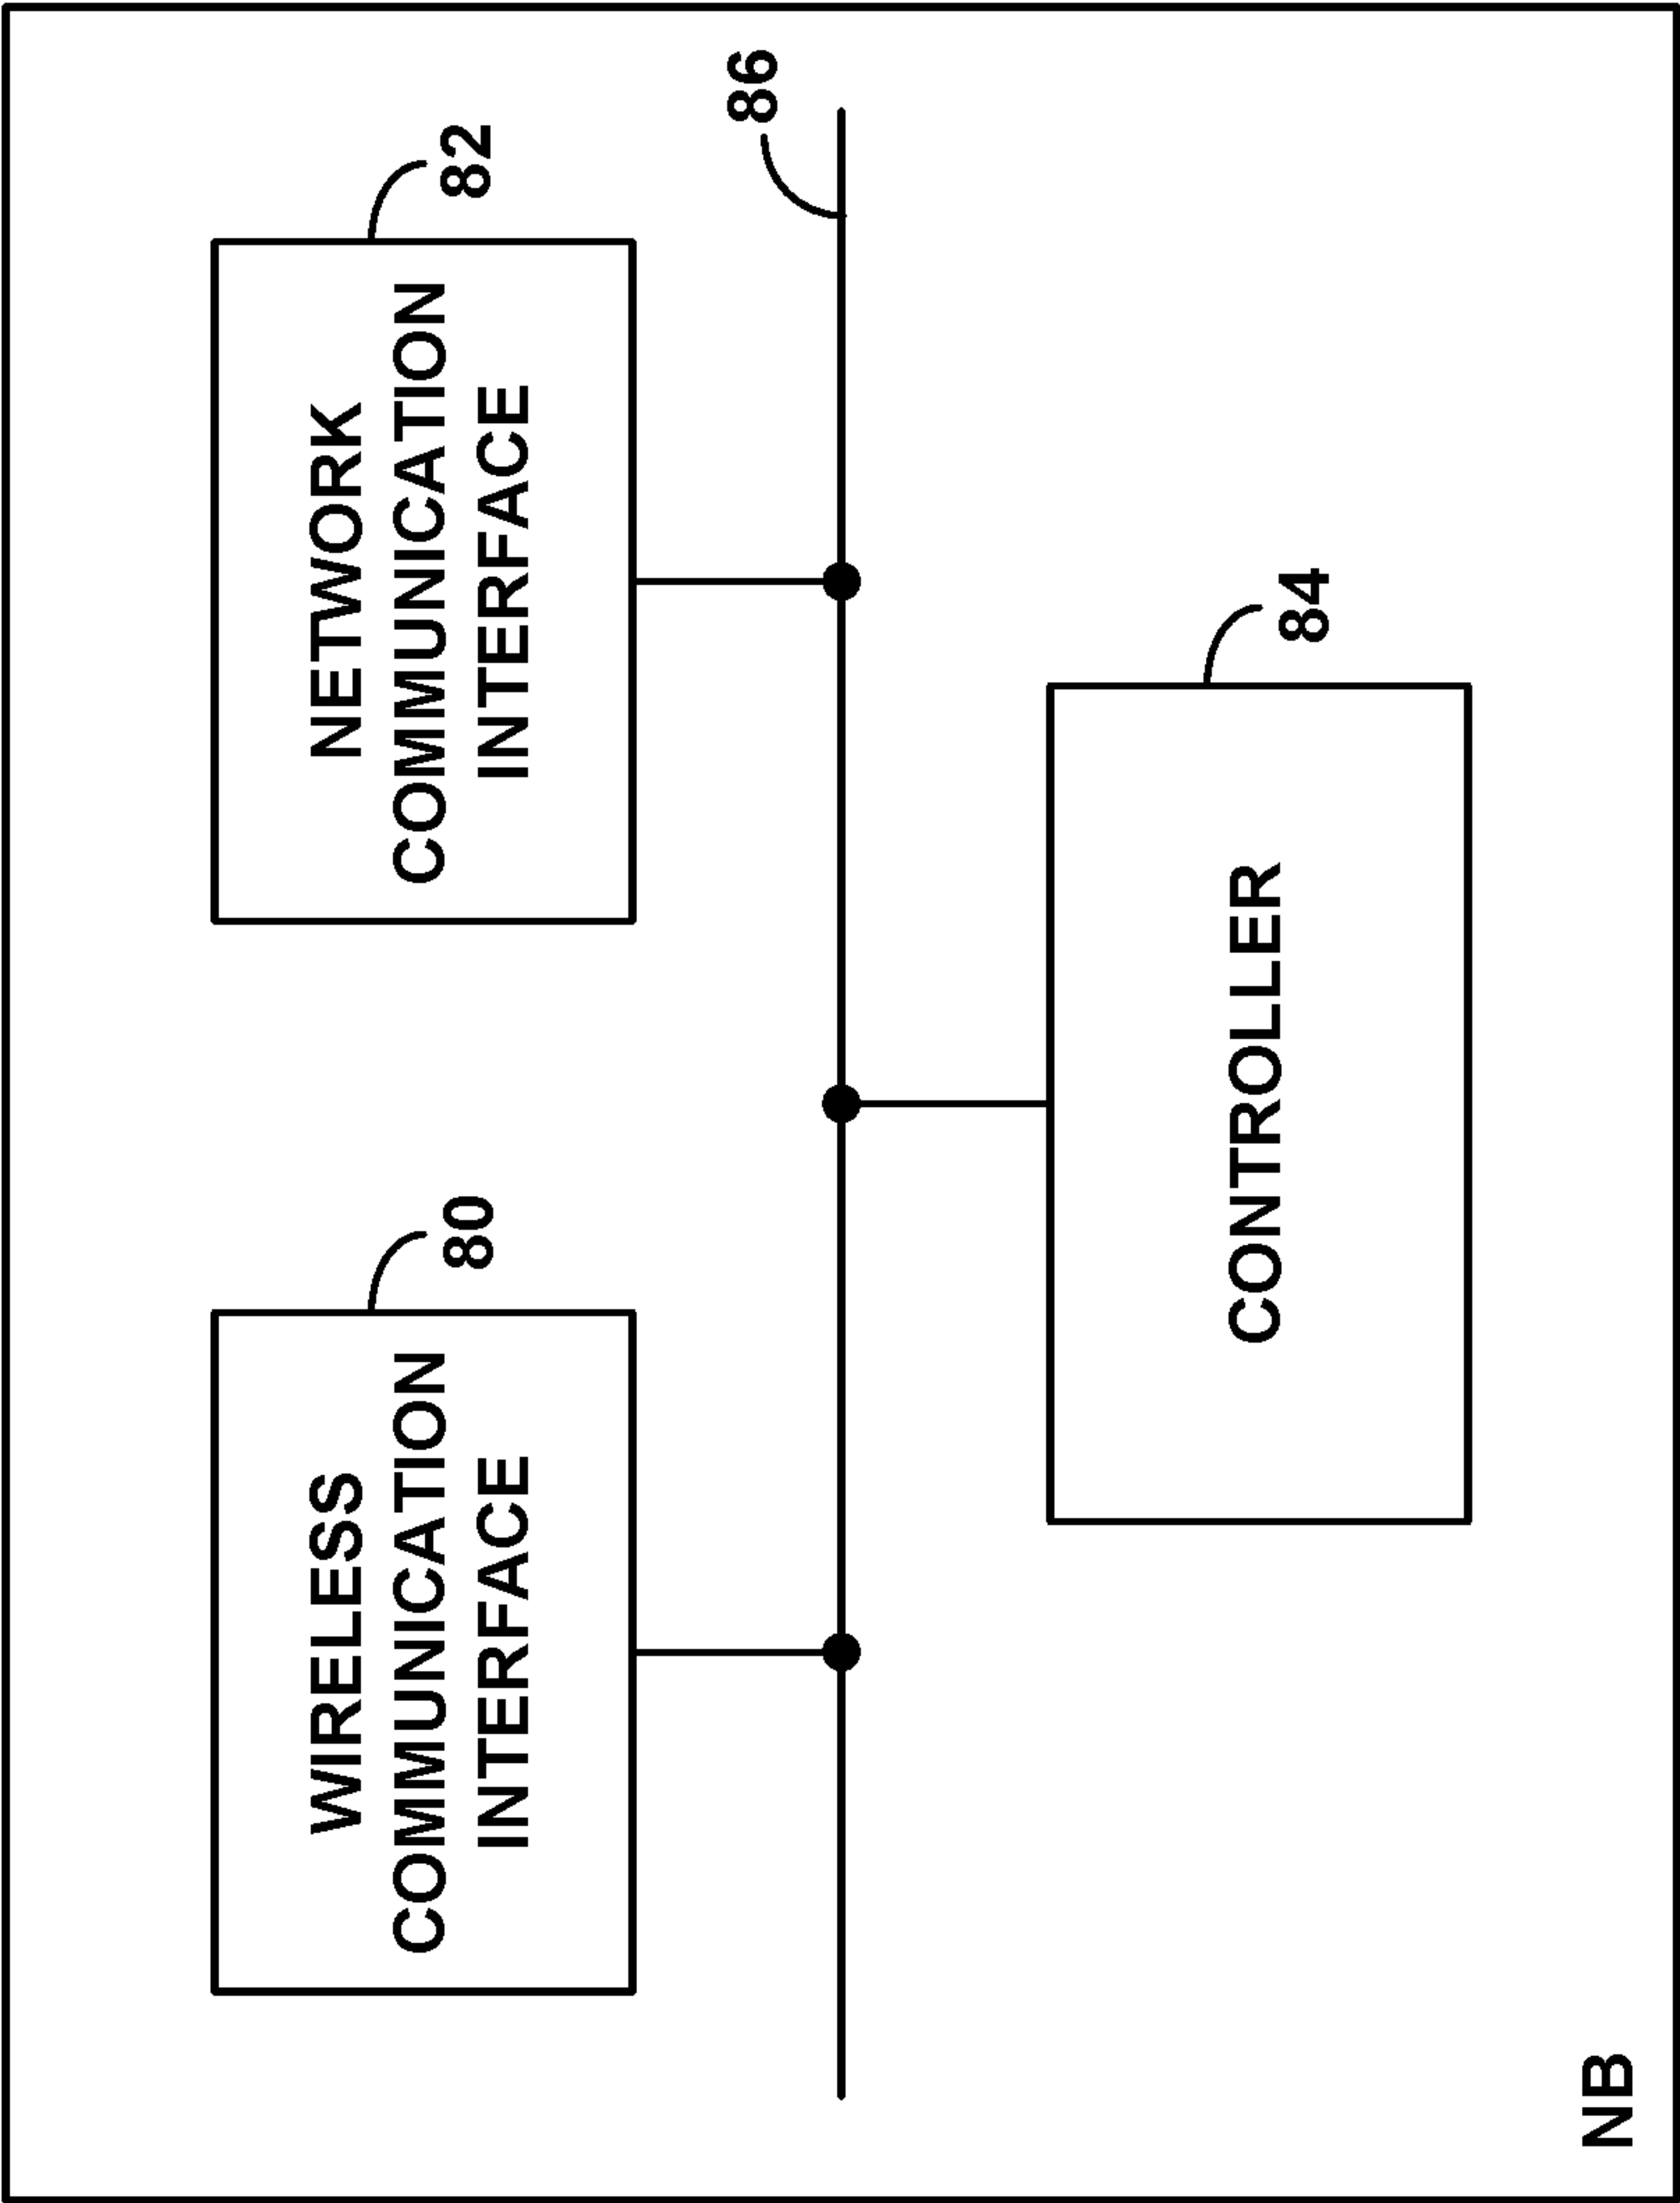 WIRELESS
COMMUNICATION
INTERFACE
80
NETWORK
COMMUNICATION
INTERFACE
82
86
CONTROLLER
84
NB